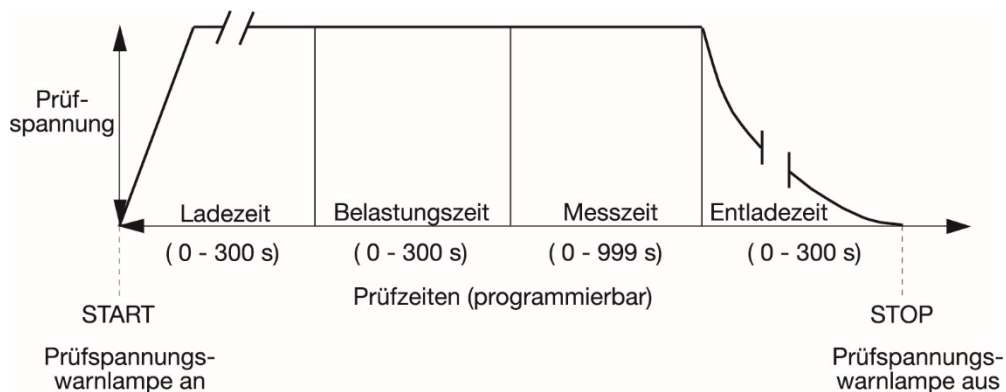 Prüf-
spannung
Ladezeit
Belastungszeit
Messzeit
Entladezeit
( 0 - 300 s)
( 0 - 300 s)
( 0 - 999 s)
( 0 - 300 s)
Prüfzeiten (programmierbar)
START
STOP
Prüfspannungs-
warnlampe an
Prüfspannungs-
warnlampe aus